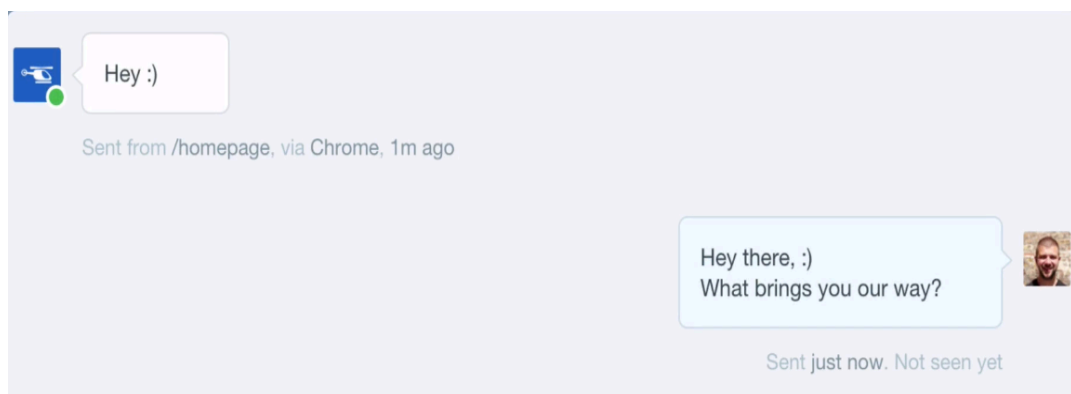 Hey :)
Sent from /homepage, via Chrome, 1m ago
Hey there, :)
What brings you our way?
Sent just now. Not seen yet